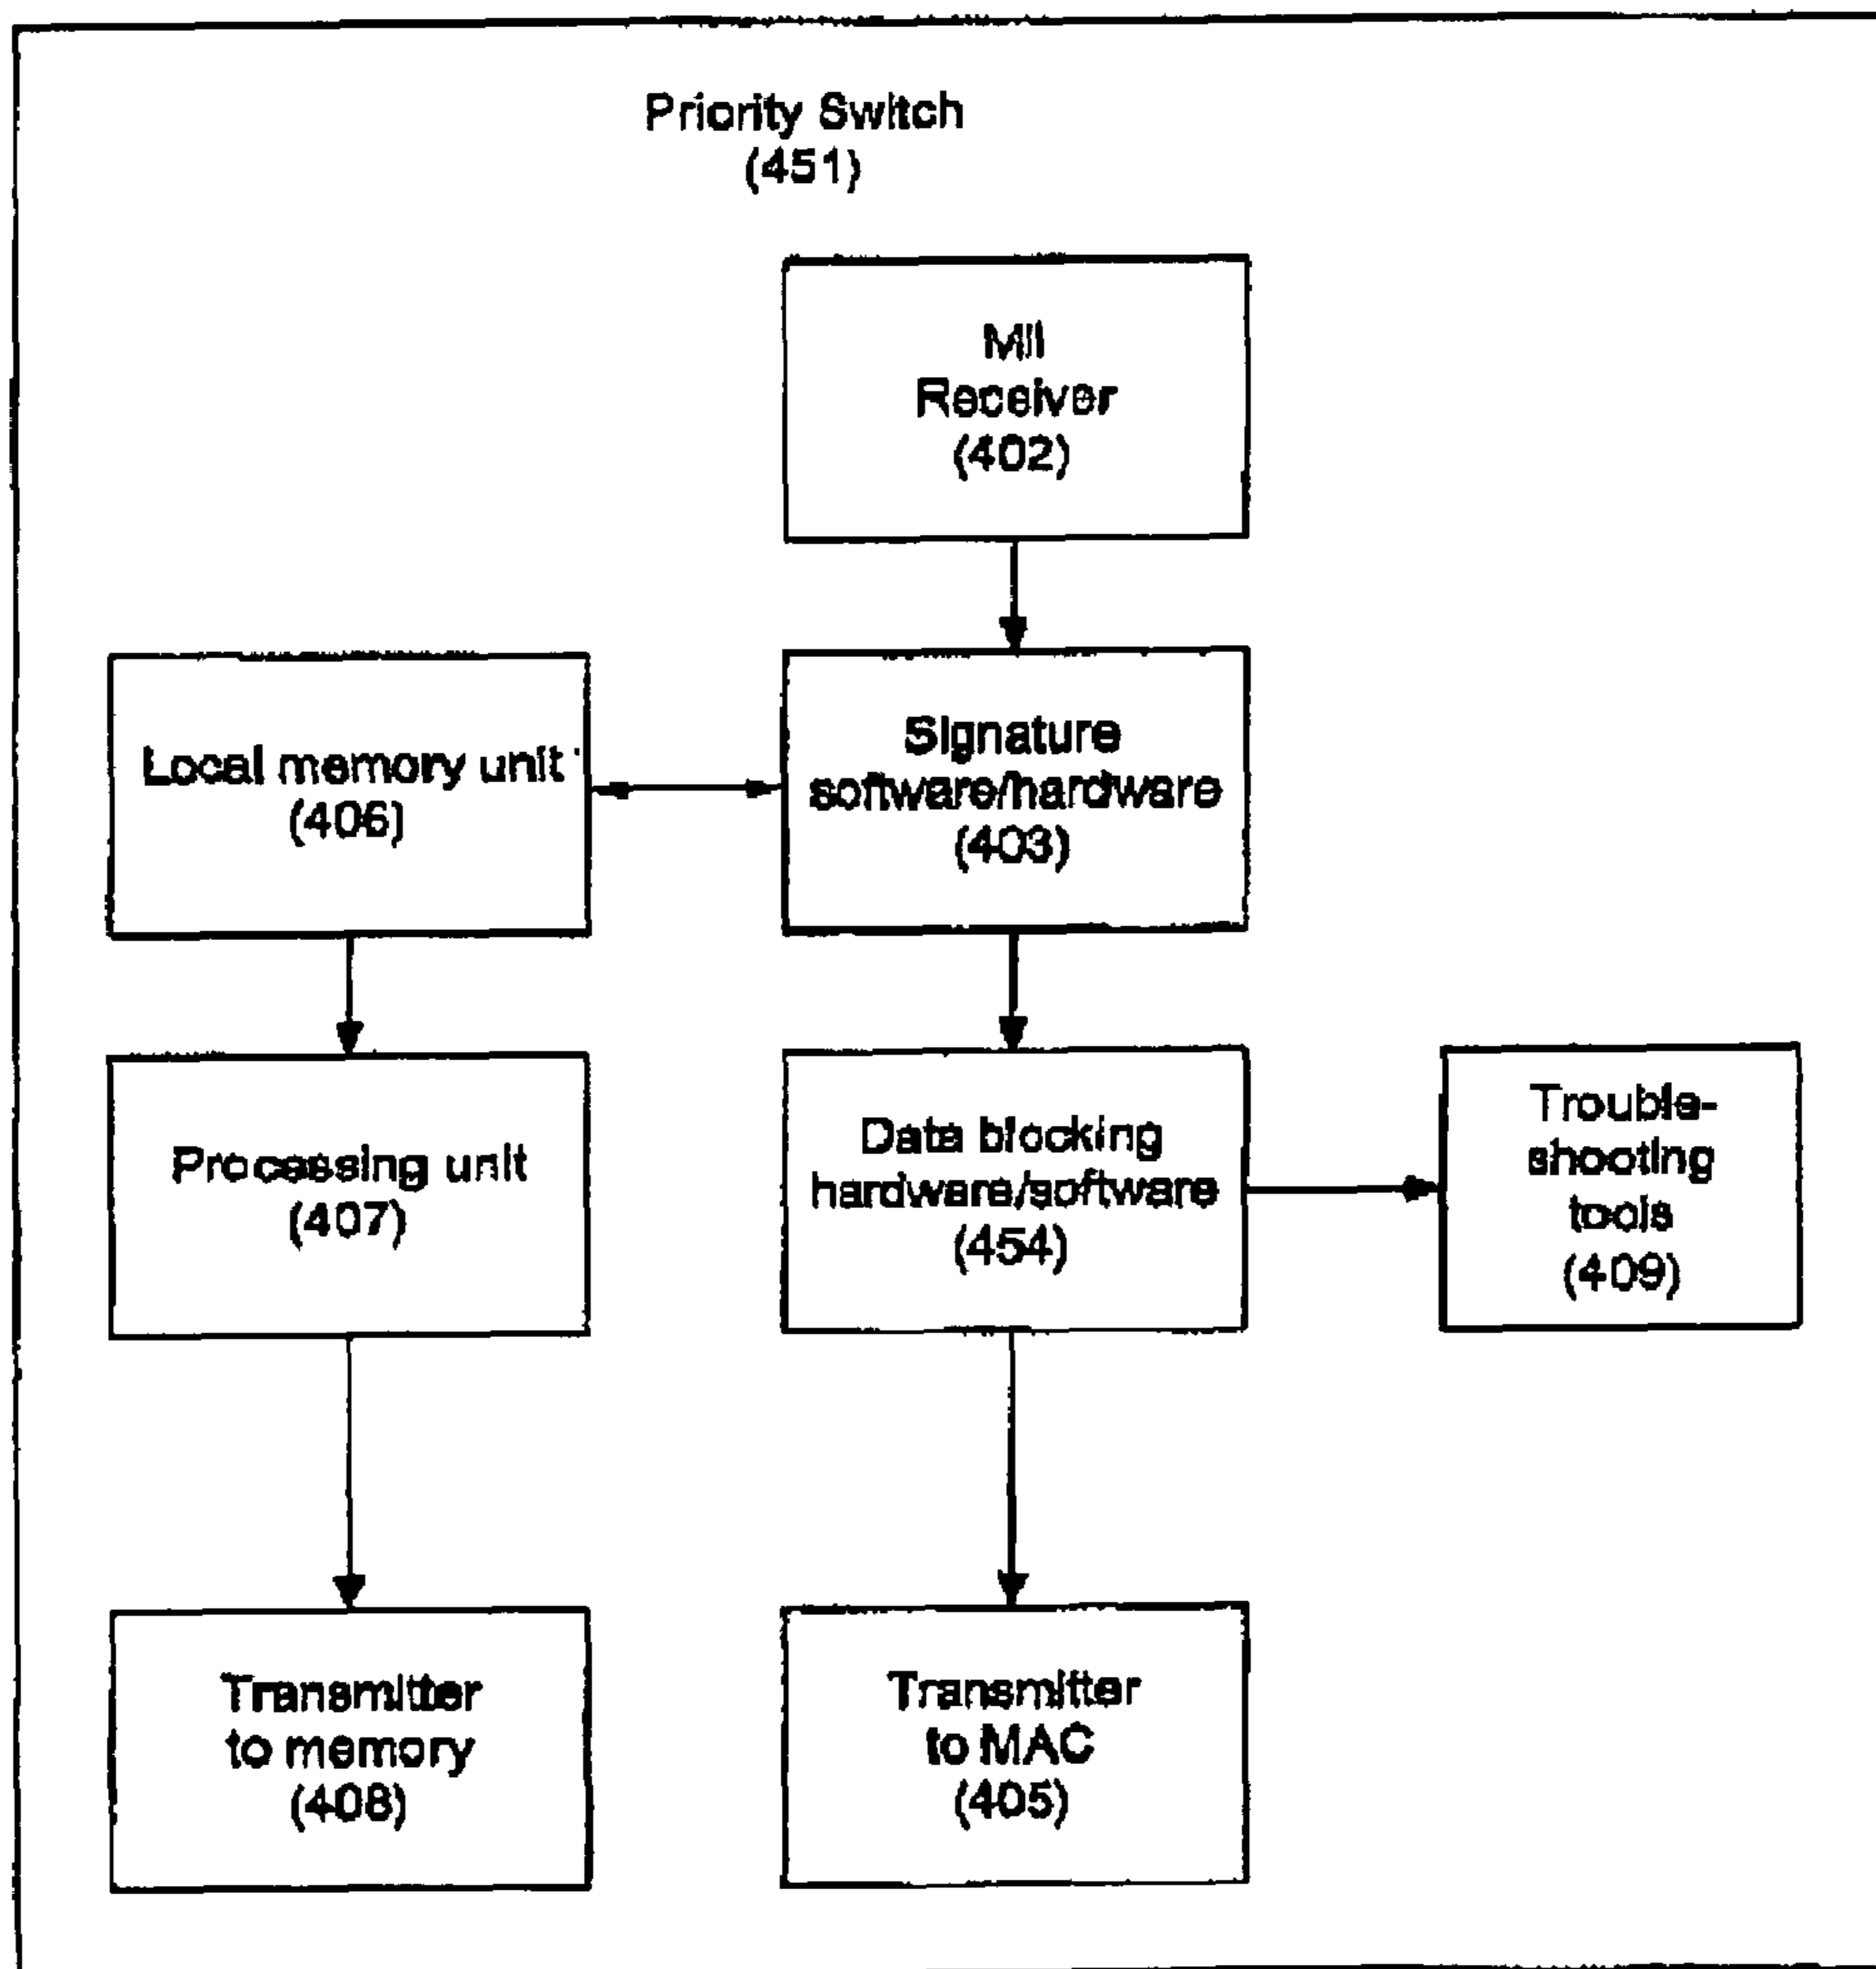 Priority Switch
(451)
MII
Receiver
(402)
Local memory unit
(406)
Signature
software/hardware
(403)
Processing unit
(407)
Data blocking
hardware/software
(454)
Trouble-
shooting
tools
(409)
Transmitter
to memory
(408)
Transmitter
to MAC
(405)